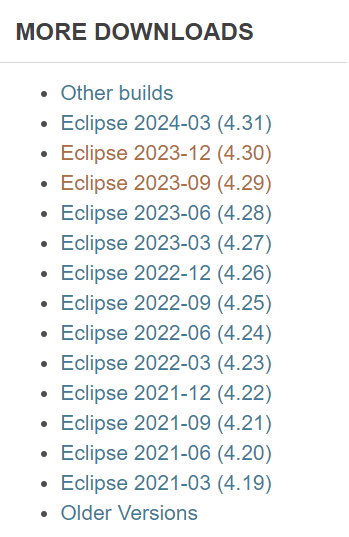 MORE DOWNLOADS
Other builds
Eclipse 2024-03 (4.31)
Eclipse 2023-12 (4.30)
Eclipse 2023-09 (4.29)
Eclipse 2023-06 (4.28)
Eclipse 2023-03 (4.27)
Eclipse 2022-12 (4.26)
Eclipse 2022-09 (4.25)
Eclipse 2022-06 (4.24)
Eclipse 2022-03 (4.23)
Eclipse 2021-12 (4.22)
Eclipse 2021-09 (4.21)
Eclipse 2021-06 (4.20)
Eclipse 2021-03 (4.19)
Older Versions